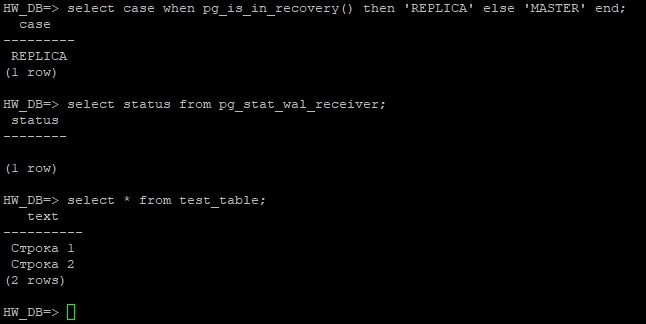 HW_DB=> select case when pg_is_in_recovery() then 'REPLICA' else 'MASTER' end;
case
---------
REPLICA
(1 row)
HW_DB=> select status from pg_stat_wal_receiver;
status
--------
(1 row)
HW_DB=> select * from test_table;
text
----------
Строка 1
Строка 2
(2 rows)
HW_DB=>